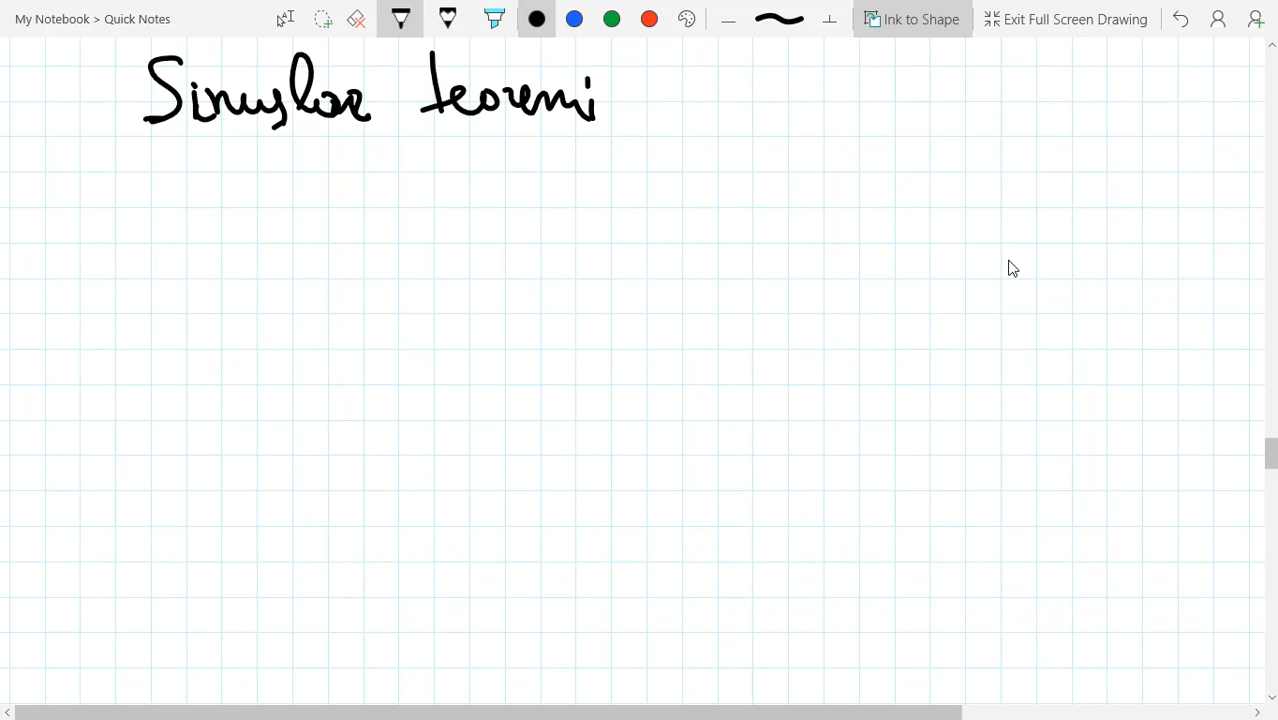 My Notebook > Quick Notes
Ink to Shape
Exit Full Screen Drawing
Sinuslar teoremi